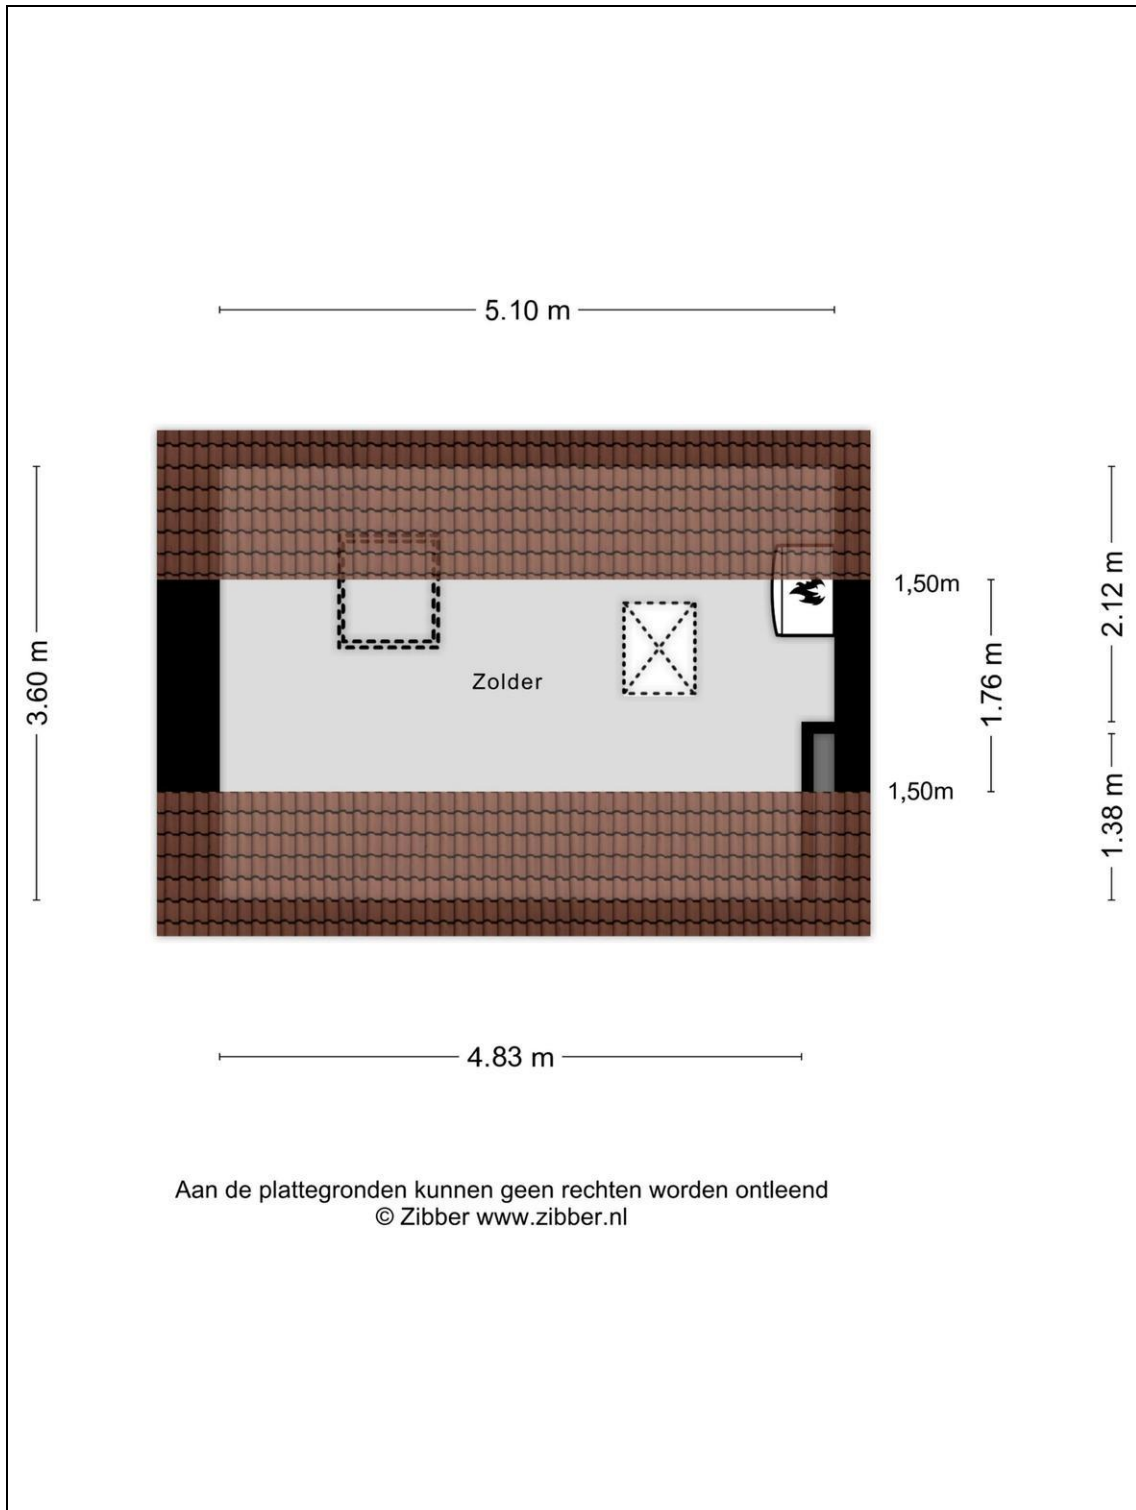 5.10 m
1,50m
2.12 m
3.60 m
Zolder
1.76 m
1,50m
1.38 m
4.83 m
Aan de plattegronden kunnen geen rechten worden ontleend
© Zibber www.zibber.nl